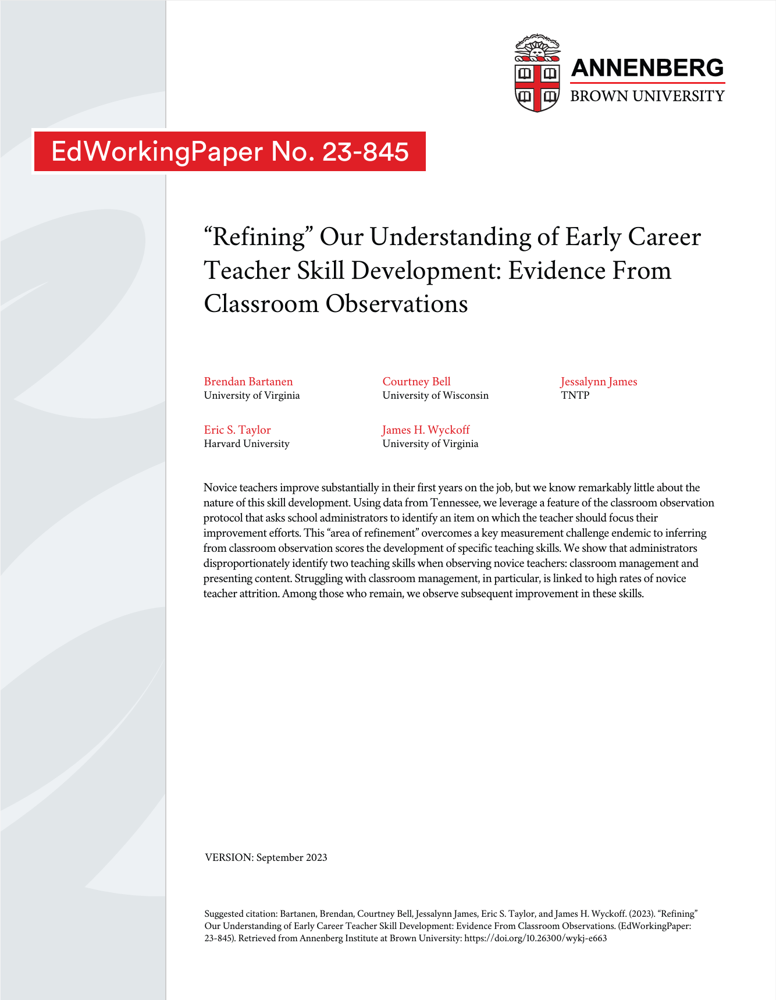 ANNENBERG
BROWN UNIVERSITY
EdWorkingPaper No. 23-845
“Refining” Our Understanding of Early Career
Teacher Skill Development: Evidence From
Classroom Observations
Brendan Bartanen
University of Virginia
Courtney Bell
University of Wisconsin
Jessalynn James
TNTP
Eric S. Taylor
Harvard University
James H. Wyckoff
University of Virginia
Novice teachers improve substantially in their first years on the job, but we know remarkably little about the
nature of this skill development. Using data from Tennessee, we leverage a feature of the classroom observation
protocol that asks school administrators to identify an item on which the teacher should focus their
improvement efforts. This “area of refinement” overcomes a key measurement challenge endemic to inferring
from classroom observation scores the development of specific teaching skills. We show that administrators
disproportionately identify two teaching skills when observing novice teachers: classroom management and
presenting content. Struggling with classroom management, in particular, is linked to high rates of novice
teacher attrition. Among those who remain, we observe subsequent improvement in these skills.
VERSION: September 2023
Suggested citation: Bartanen, Brendan, Courtney Bell, Jessalynn James, Eric S. Taylor, and James H. Wyckoff. (2023). “Refining”
Our Understanding of Early Career Teacher Skill Development: Evidence From Classroom Observations. (EdWorkingPaper:
23-845). Retrieved from Annenberg Institute at Brown University: https://doi.org/10.26300/wykj-e663